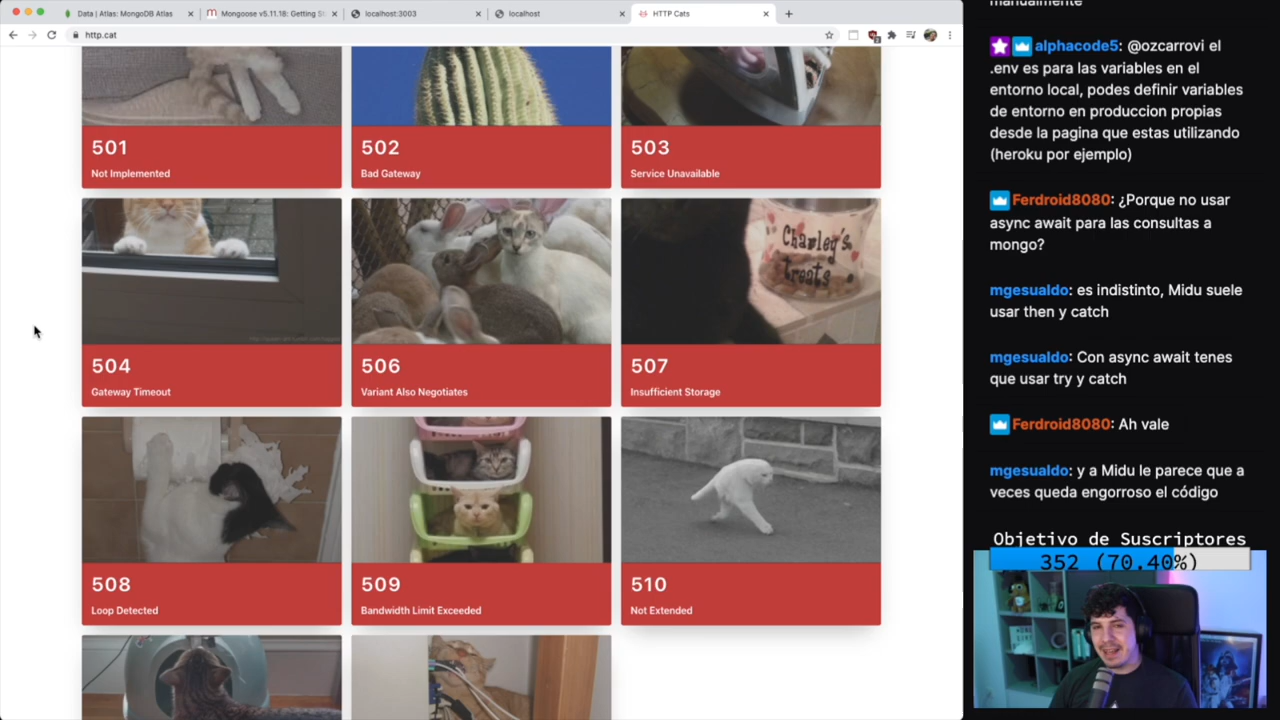 Data | Atlas: MongoDB Atlas
Mongoose v5.11.18: Getting St
localhost:3003
localhost
HTTP Cats
http.cat
501
Not Implemented
502
Bad Gateway
503
Service Unavailable
Charley's
treats
504
Gateway Timeout
506
Variant Also Negotiates
507
Insufficient Storage
508
Loop Detected
509
Bandwidth Limit Exceeded
510
Not Extended
manualmente
alphacode5: @ozcarrovi el
.env es para las variables en el
entorno local, podes definir variables
de entorno en produccion propias
desde la pagina que estas utilizando
(heroku por ejemplo)
Ferdroid8080: ¿Porque no usar
async await para las consultas a
mongo?
mgesualdo: es indistinto, Midu suele
usar then y catch
mgesualdo: Con async await tenes
que usar try y catch
Ferdroid8080: Ah vale
mgesualdo: y a Midu le parece que a
veces queda engorroso el código
Objetivo de Suscriptores
352 (70.40%)